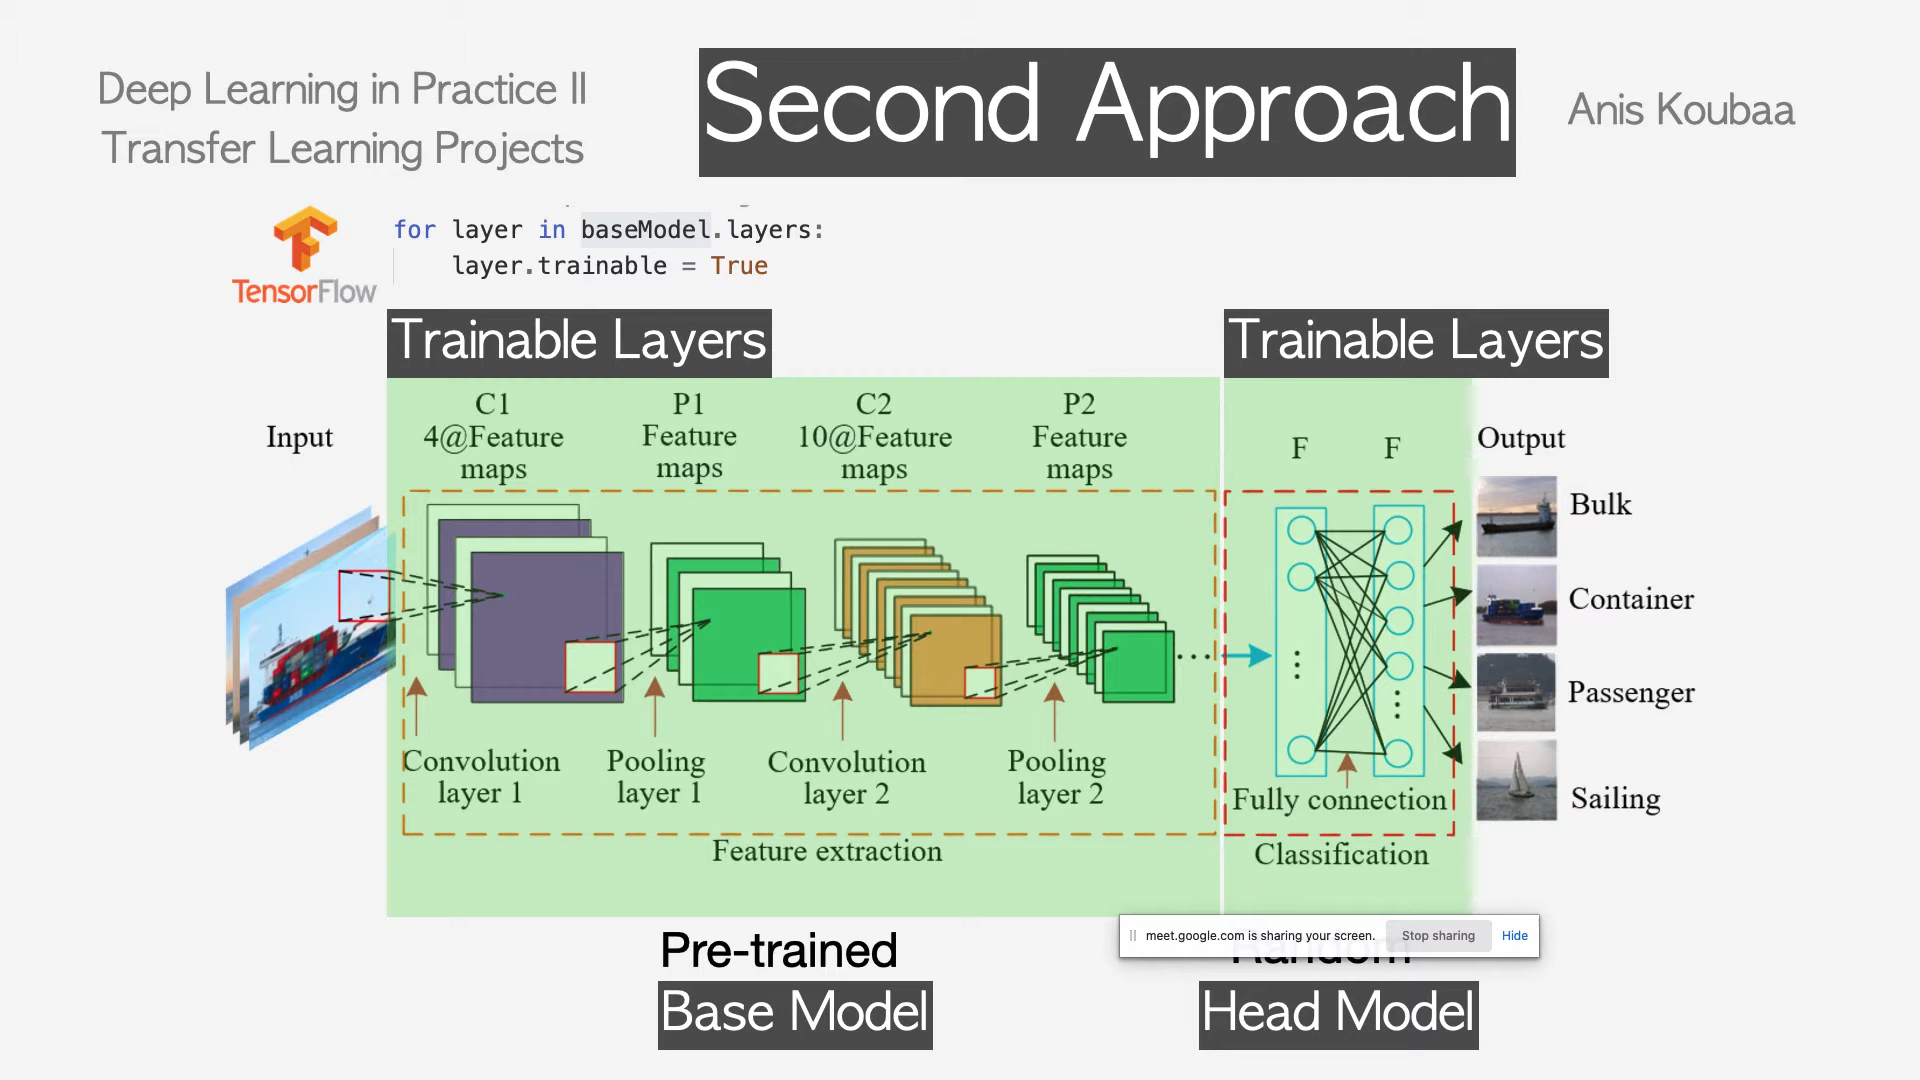 Deep Learning in Practice II
Transfer Learning Projects
Second Approach
Anis Koubaa
TensorFlow
for layer in baseModel.layers:
layer.trainable = True
Trainable Layers
Trainable Layers
Input
C1
4@Feature
maps
P1
Feature
maps
C2
10@Feature
maps
P2
Feature
maps
F
F
Output
Bulk
Container
Passenger
Sailing
Convolution
layer 1
Pooling
layer 1
Convolution
layer 2
Pooling
layer 2
Fully connection
Feature extraction
Classification
meet.google.com is sharing your screen.
Stop sharing
Hide
Pre-trained
Random
Base Model
Head Model